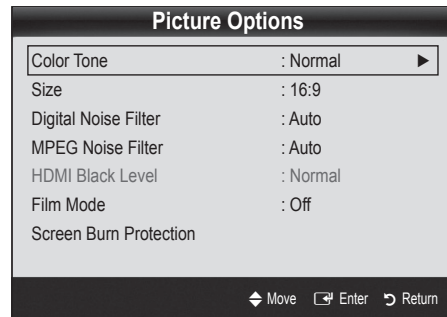 Picture Options
Color Tone : Normal ▶
Size : 16:9
Digital Noise Filter : Auto
MPEG Noise Filter : Auto
HDMI Black Level : Normal
Film Mode : Off
Screen Burn Protection
Move Enter Return